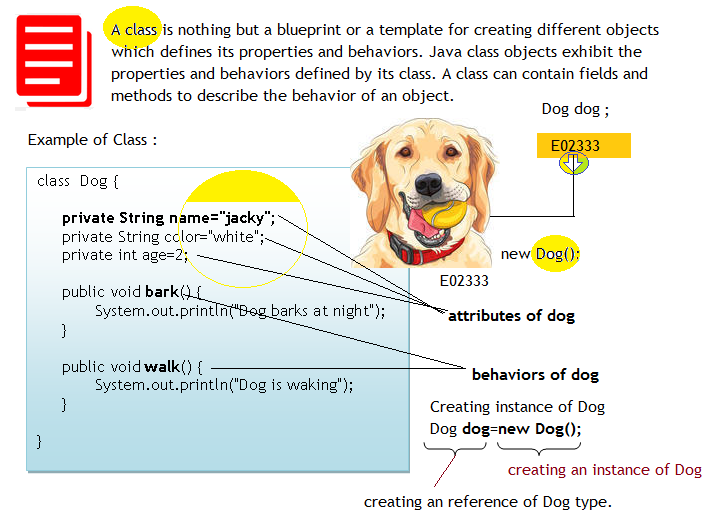 A class is nothing but a blueprint or a template for creating different objects
which defines its properties and behaviors. Java class objects exhibit the
properties and behaviors defined by its class. A class can contain fields and
methods to describe the behavior of an object.
Dog dog ;
E02333
Example of Class :
class Dog {
private String name="jacky";
private String color="white";
private int age=2;
new Dog():
E02333
public void bark() {
System.out.println("Dog barks at night");
}
attributes of dog
public void walk() {
System.out.println("Dog is waking");
}
behaviors of dog
}
Creating instance of Dog
Dog dog=new Dog();
creating an instance of Dog
creating an reference of Dog type.